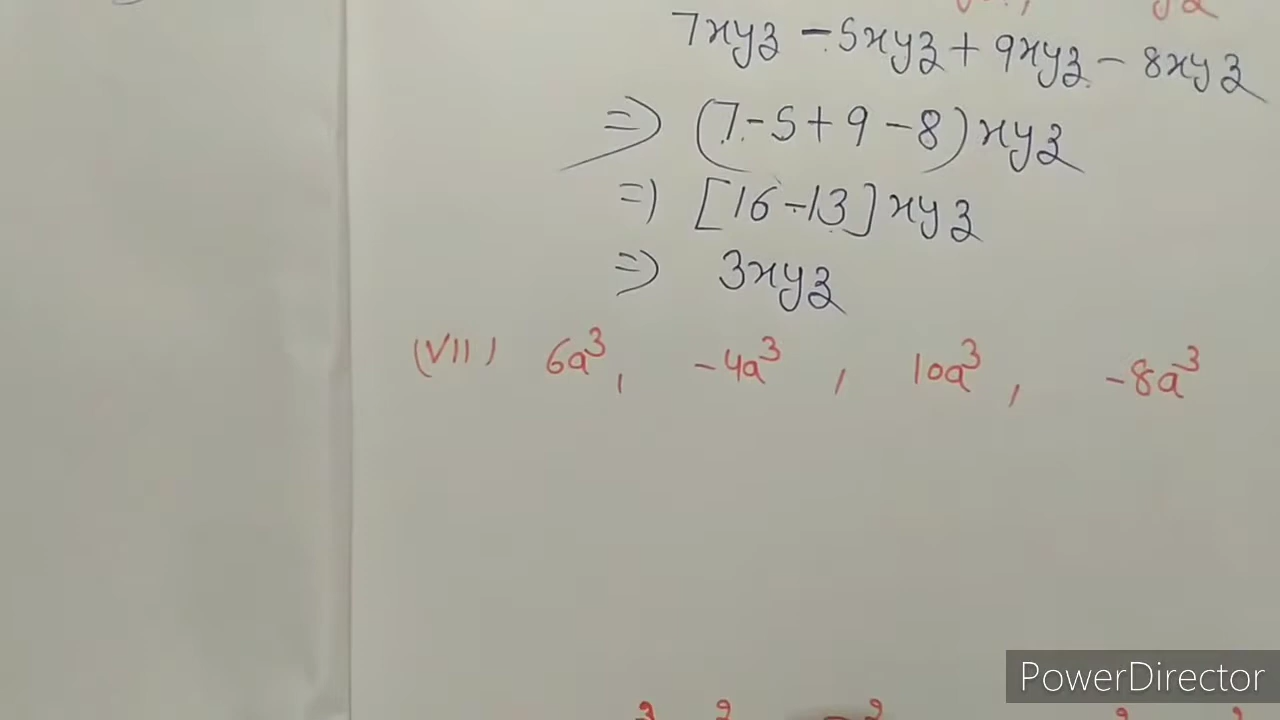 7xyz - 5xyz + 9xyz - 8xyz
=> (7 - 5 + 9 - 8) xyz
=> [16 - 13] xyz
=> 3xyz
(VII) 6a³, -4a³, 10a³, -8a³
PowerDirector